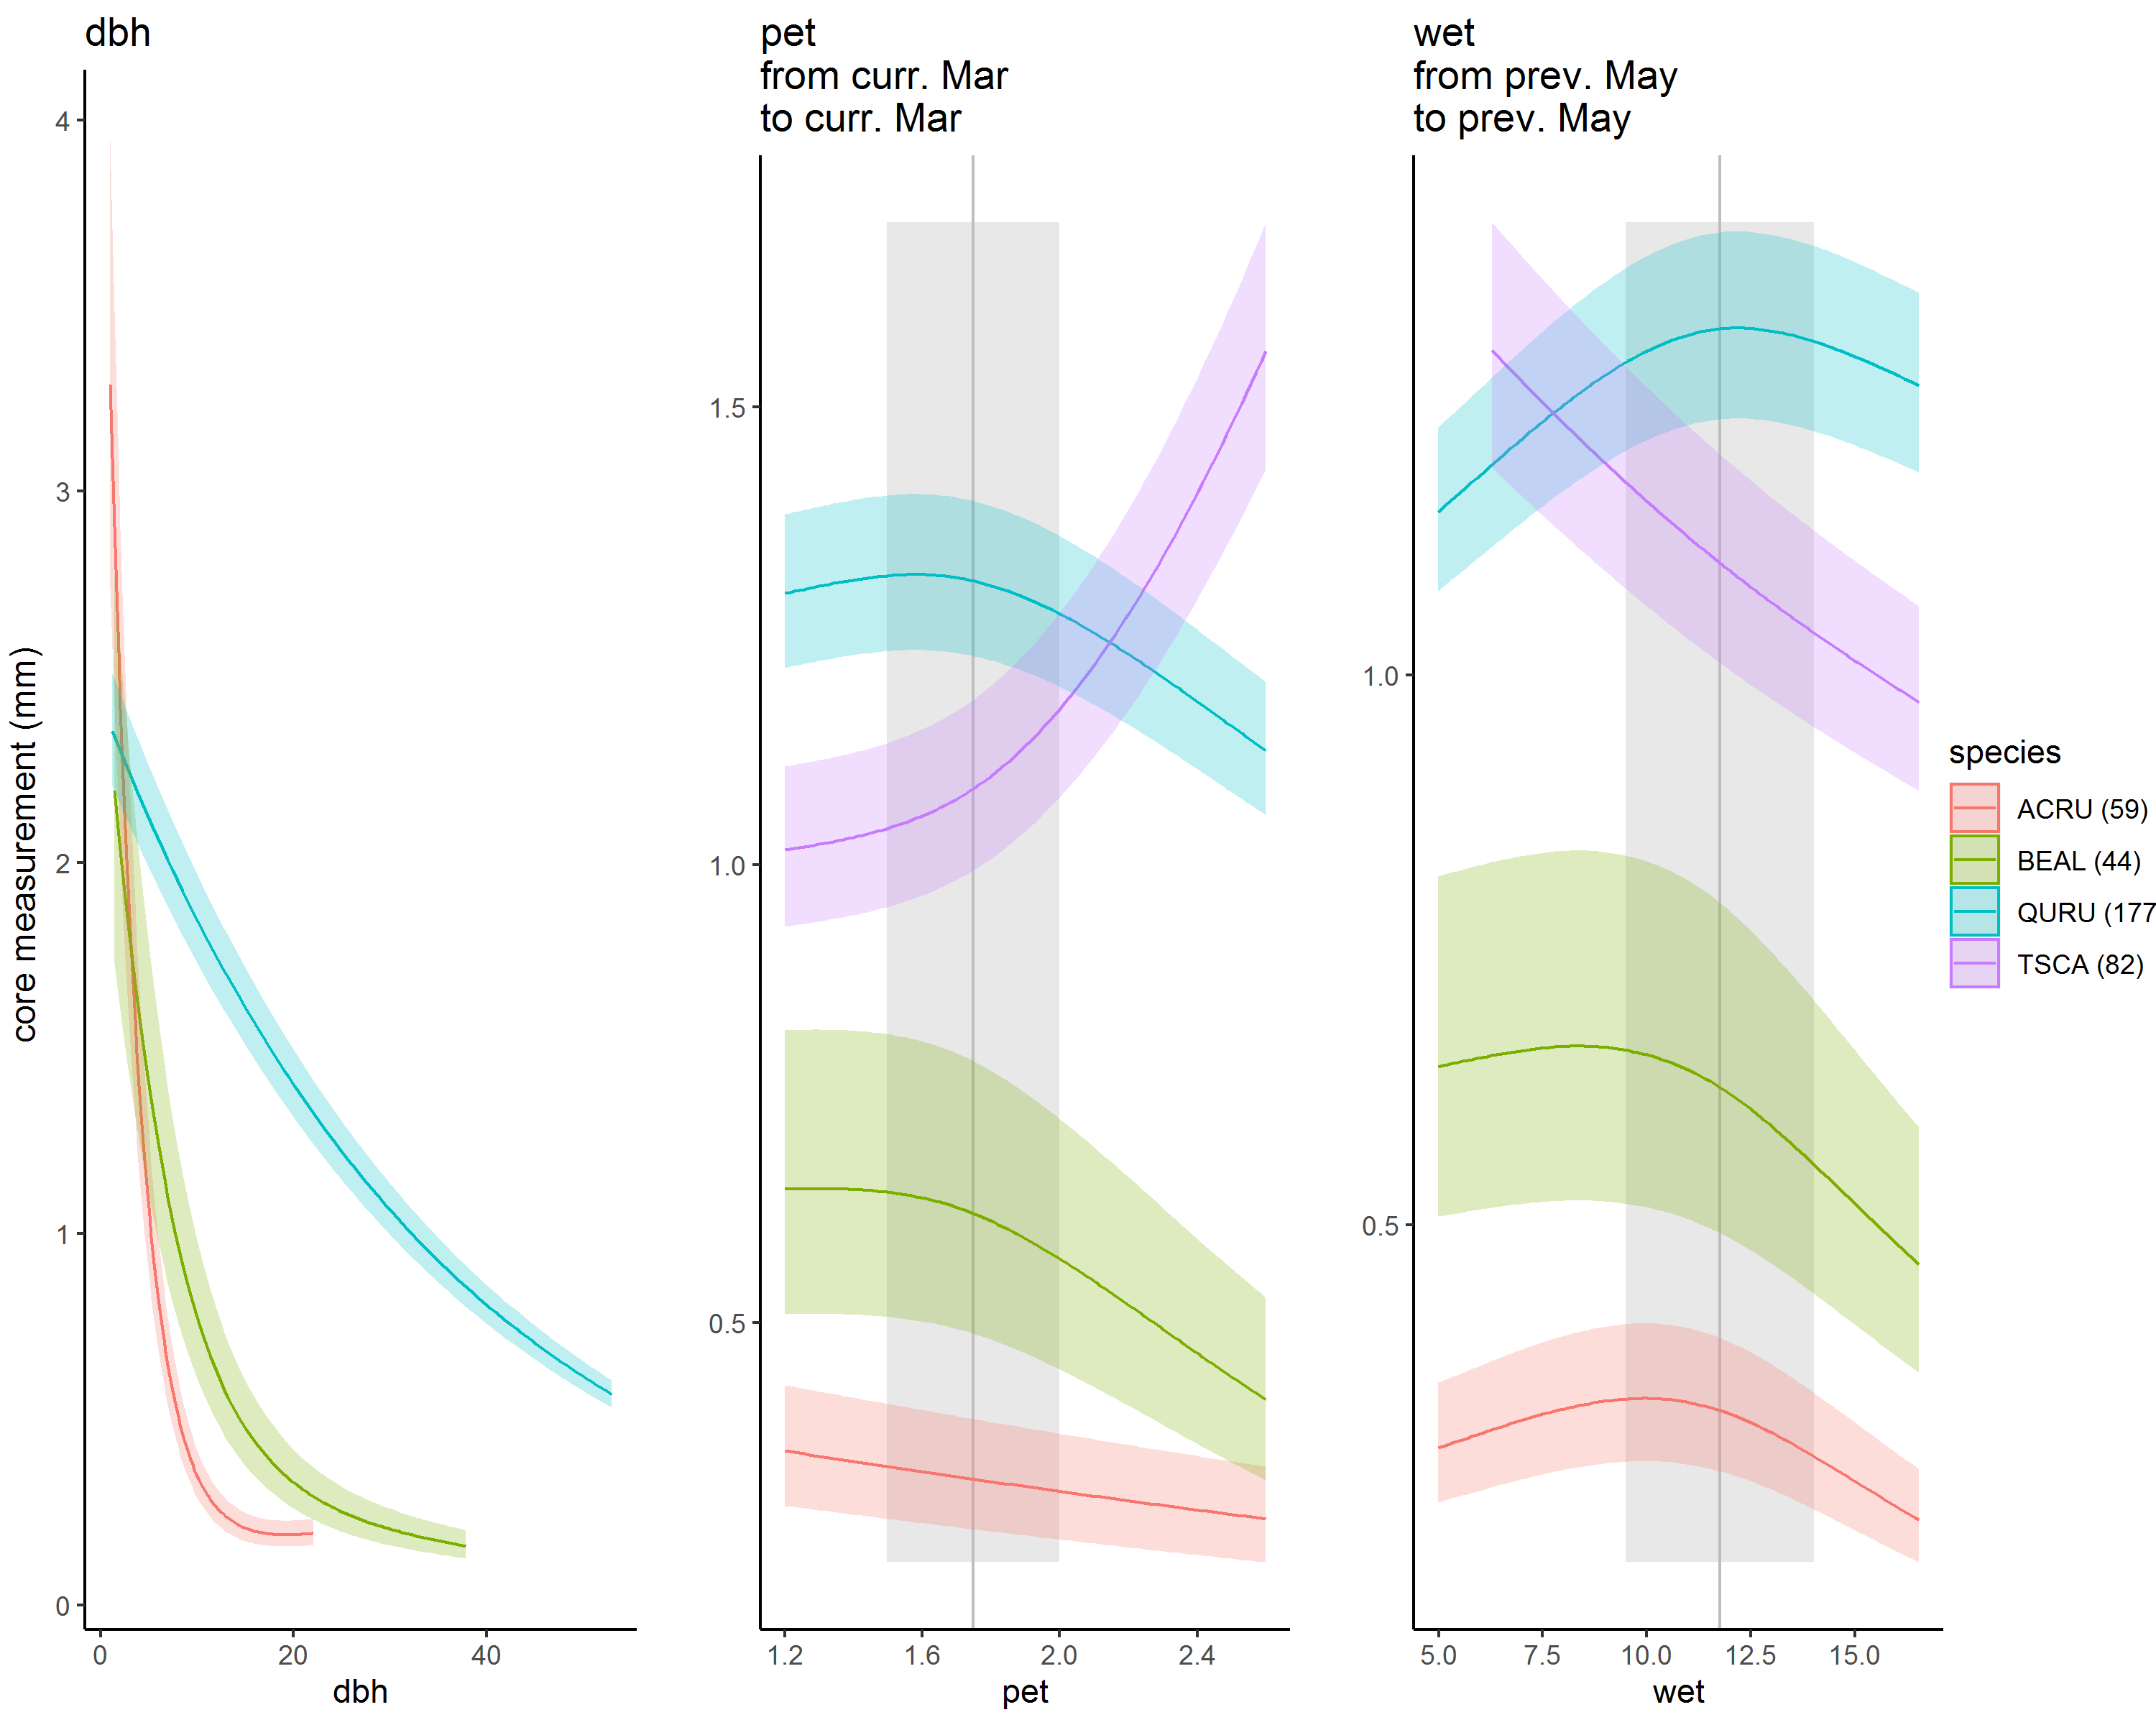 dbh
pet
from curr. Mar
to curr. Mar
wet
from prev. May
to prev. May
core measurement (mm)
4
3
2
1
0
0
20
40
dbh
1.5
1.0
0.5
1.2
1.6
2.0
2.4
pet
1.0
0.5
5.0
7.5
10.0
12.5
15.0
wet
species
ACRU (59)
BEAL (44)
QURU (177
TSCA (82)